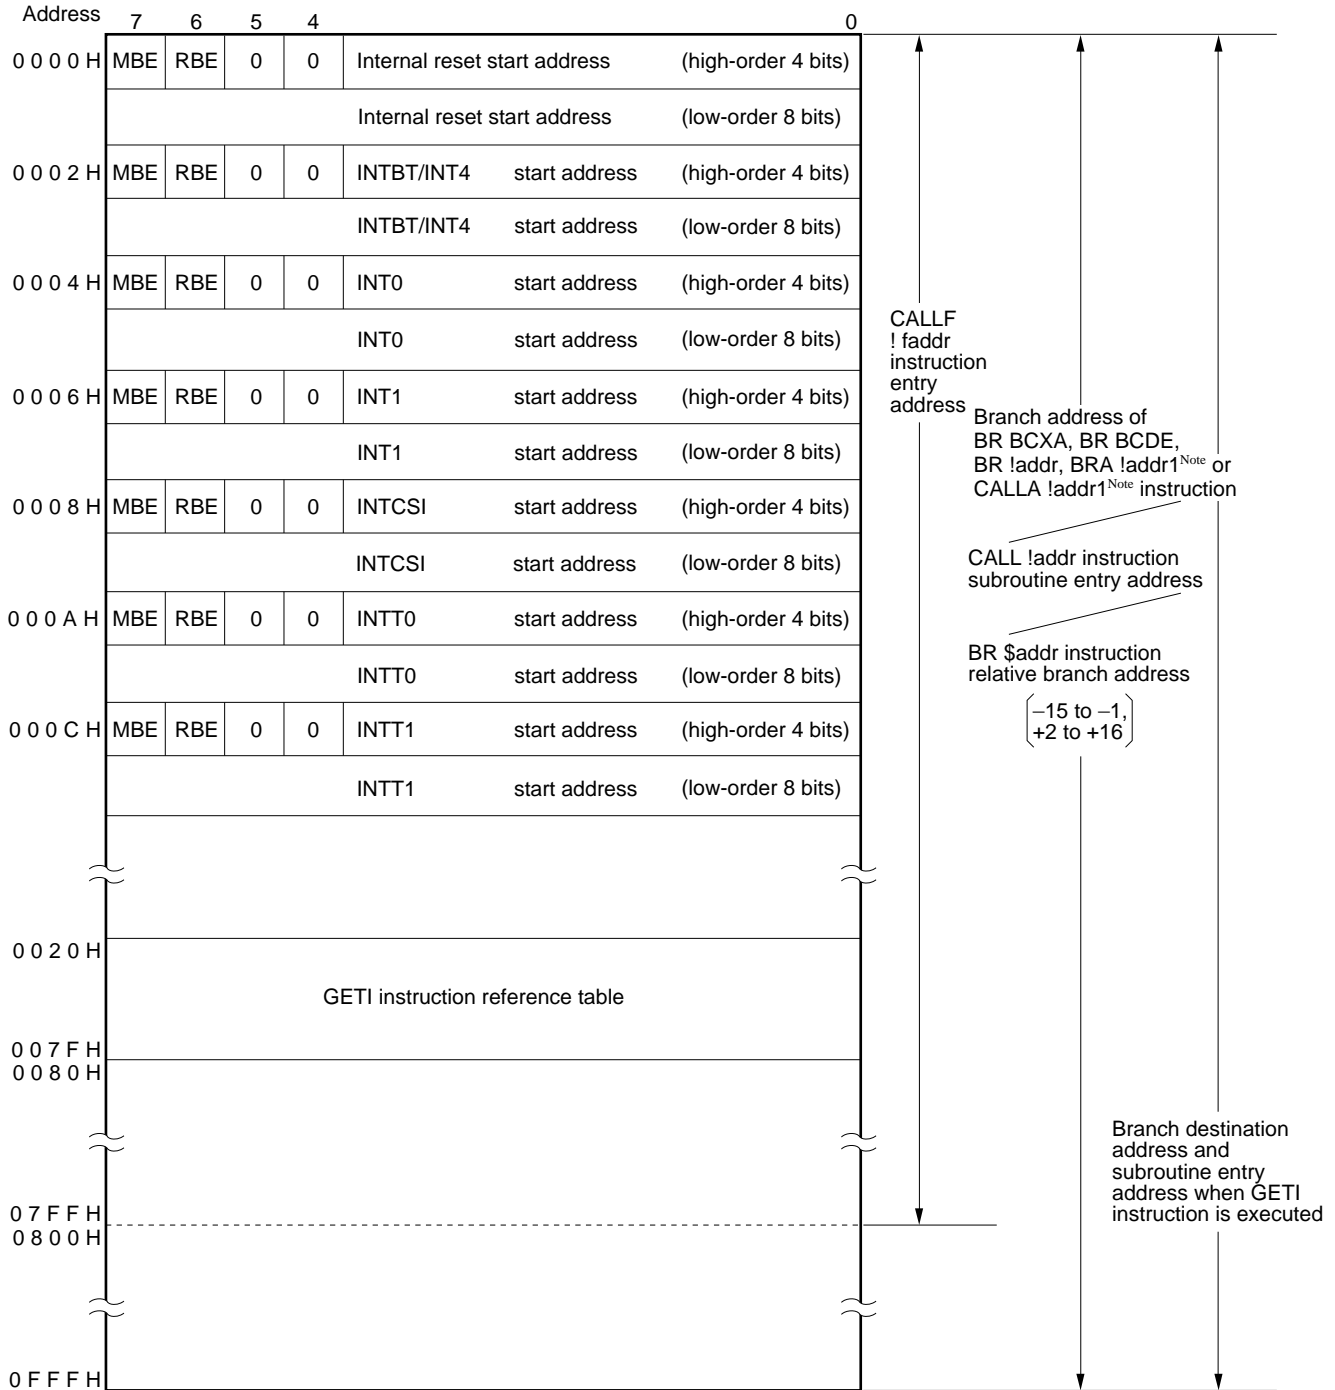 Address 7 6 5 4 0
0000H MBE RBE 0 0 Internal reset start address (high-order 4 bits)
Internal reset start address (low-order 8 bits)
0002H MBE RBE 0 0 INTBT/INT4 start address (high-order 4 bits)
INTBT/INT4 start address (low-order 8 bits)
0004H MBE RBE 0 0 INT0 start address (high-order 4 bits)
INT0 start address (low-order 8 bits)
0006H MBE RBE 0 0 INT1 start address (high-order 4 bits)
INT1 start address (low-order 8 bits)
0008H MBE RBE 0 0 INTCSI start address (high-order 4 bits)
INTCSI start address (low-order 8 bits)
000AH MBE RBE 0 0 INTT0 start address (high-order 4 bits)
INTT0 start address (low-order 8 bits)
000CH MBE RBE 0 0 INTT1 start address (high-order 4 bits)
INTT1 start address (low-order 8 bits)
0020H
GETI instruction reference table
007FH
0080H
07FFH
0800H
0FFFH
CALLF
! faddr
instruction
entry
address
Branch address of
BR BCXA, BR BCDE,
BR !addr, BRA !addr1Note or
CALLA !addr1Note instruction
CALL !addr instruction
subroutine entry address
BR $addr instruction
relative branch address
–15 to –1,
+2 to +16
Branch destination
address and
subroutine entry
address when GETI
instruction is executed